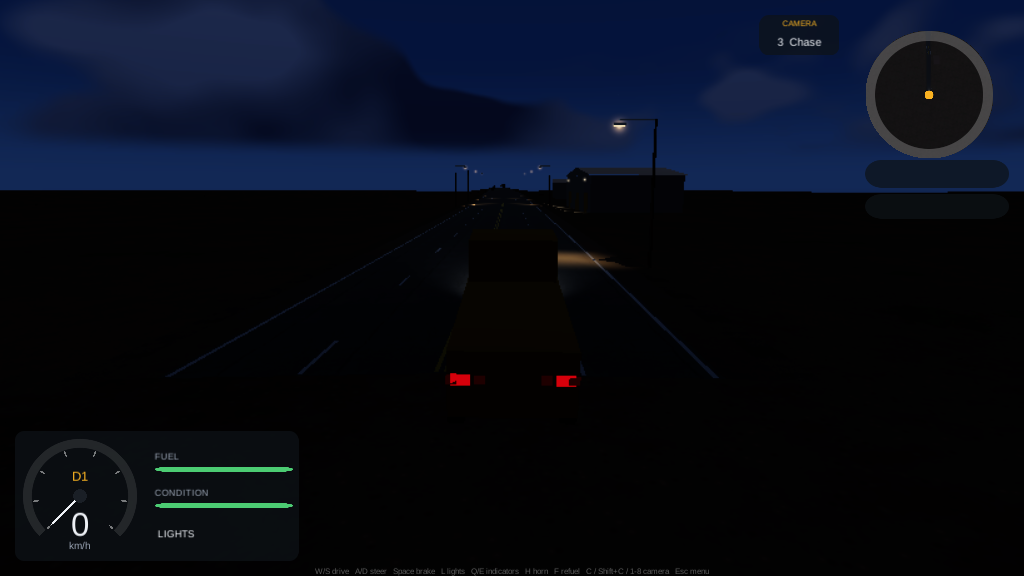 CAMERA
3 Chase
D1
0
km/h
FUEL
CONDITION
LIGHTS
W/S drive A/D steer Space brake L lights Q/E indicators H horn F refuel C / Shift+C / 1-8 camera Esc menu